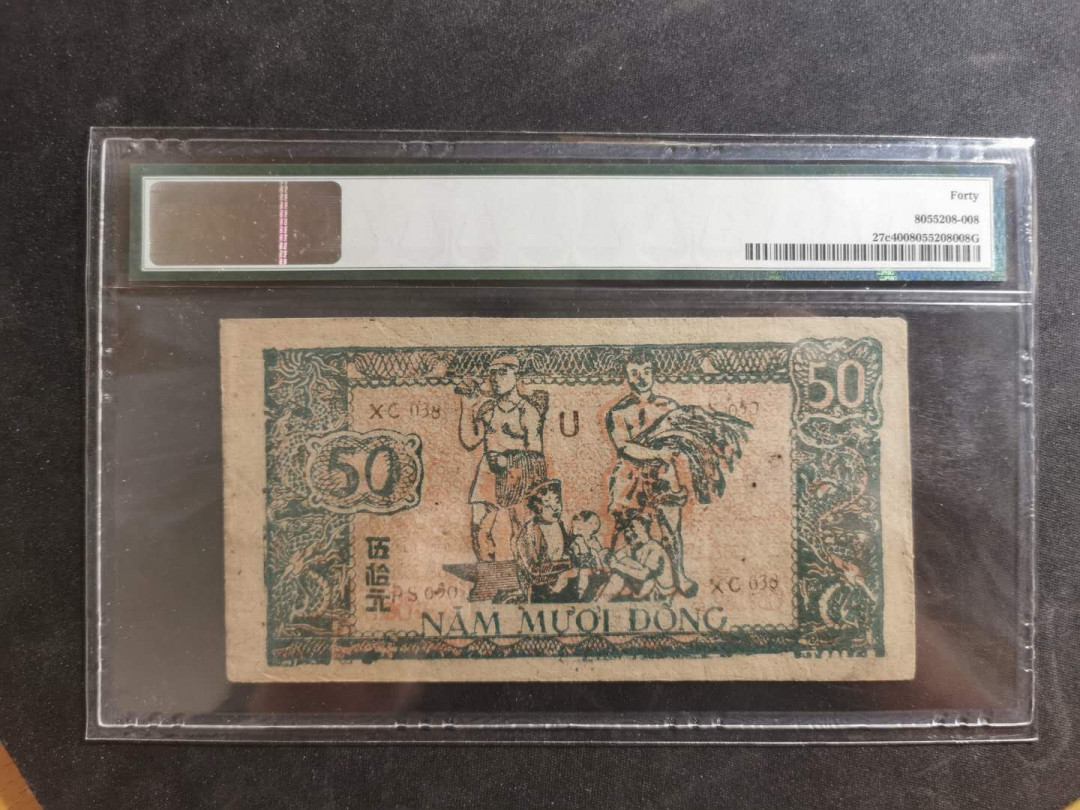 Forty
8055208-008
27c4008055208008G
50
XC 038
U
50
伍拾元
XC 038
NĂM MƯƠI ĐỒNG